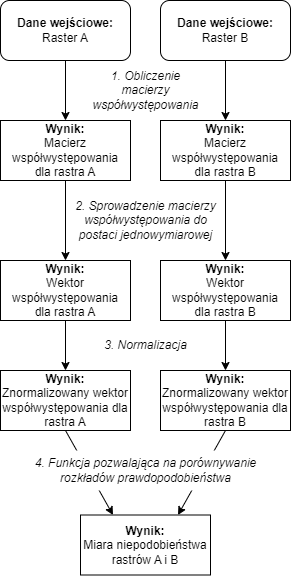 Dane wejściowe:
Raster A
Dane wejściowe:
Raster B
1. Obliczenie
macierzy
współwystępowania
Wynik:
Macierz
współwystępowania
dla rastra A
Wynik:
Macierz
współwystępowania
dla rastra B
2. Sprowadzenie macierzy
współwystępowania do
postaci jednowymiarowej
Wynik:
Wektor
współwystępowania
dla rastra A
Wynik:
Wektor
współwystępowania
dla rastra B
3. Normalizacja
Wynik:
Znormalizowany wektor
współwystępowania dla
rastra A
Wynik:
Znormalizowany wektor
współwystępowania dla
rastra B
4. Funkcja pozwalająca na porównywanie
rozkładów prawdopodobieństwa
Wynik:
Miara niepodobieństwa
rastrów A i B